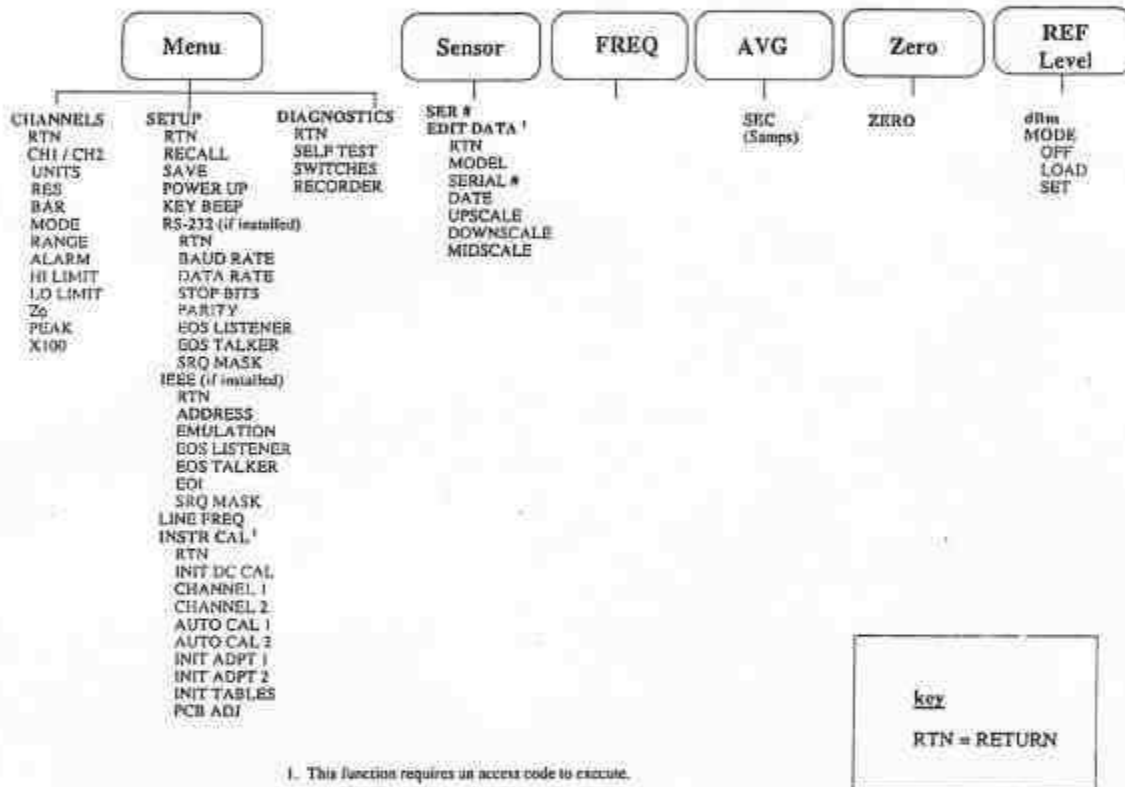 Menu
CHANNELS
RTN
CH1 / CH2
UNITS
RES
BAR
MODE
RANGE
ALARM
HI LIMIT
LO LIMIT
Zo
PEAK
X100
SETUP
RTN
RECALL
SAVE
POWER UP
KEY BEEP
RS-232 (if installed)
RTN
BAUD RATE
DATA RATE
STOP BITS
PARITY
EOS LISTENER
EOS TALKER
SRQ MASK
IEEE (if installed)
RTN
ADDRESS
EMULATION
EOS LISTENER
EOS TALKER
EOI
SRQ MASK
LINE FREQ
INSTR CAL¹
RTN
INIT DC CAL
CHANNEL 1
CHANNEL 2
AUTO CAL 1
AUTO CAL 2
INIT ADPT 1
INIT ADPT 2
INIT TABLES
PCB ADJ
DIAGNOSTICS
RTN
SELF TEST
SWITCHES
RECORDER
Sensor
SER #
EDIT DATA ¹
RTN
MODEL
SERIAL #
DATE
UPSCALE
DOWNSCALE
MIDSCALE
FREQ
AVG
SEC
(Samps)
Zero
ZERO
REF
Level
dBm
MODE
OFF
LOAD
SET
key
RTN = RETURN
1. This function requires an access code to execute.